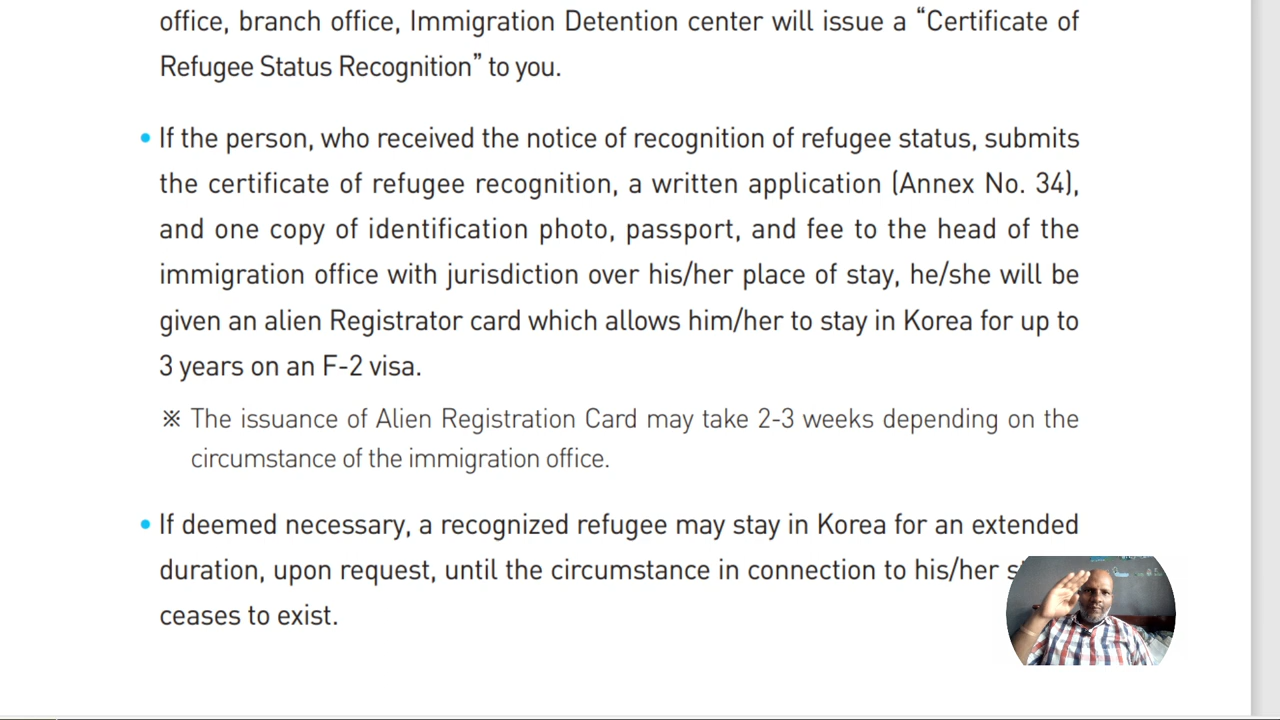 office, branch office, Immigration Detention center will issue a “Certificate of
Refugee Status Recognition” to you.
• If the person, who received the notice of recognition of refugee status, submits
the certificate of refugee recognition, a written application (Annex No. 34),
and one copy of identification photo, passport, and fee to the head of the
immigration office with jurisdiction over his/her place of stay, he/she will be
given an alien Registrator card which allows him/her to stay in Korea for up to
3 years on an F-2 visa.
※ The issuance of Alien Registration Card may take 2-3 weeks depending on the
circumstance of the immigration office.
• If deemed necessary, a recognized refugee may stay in Korea for an extended
duration, upon request, until the circumstance in connection to his/her
ceases to exist.